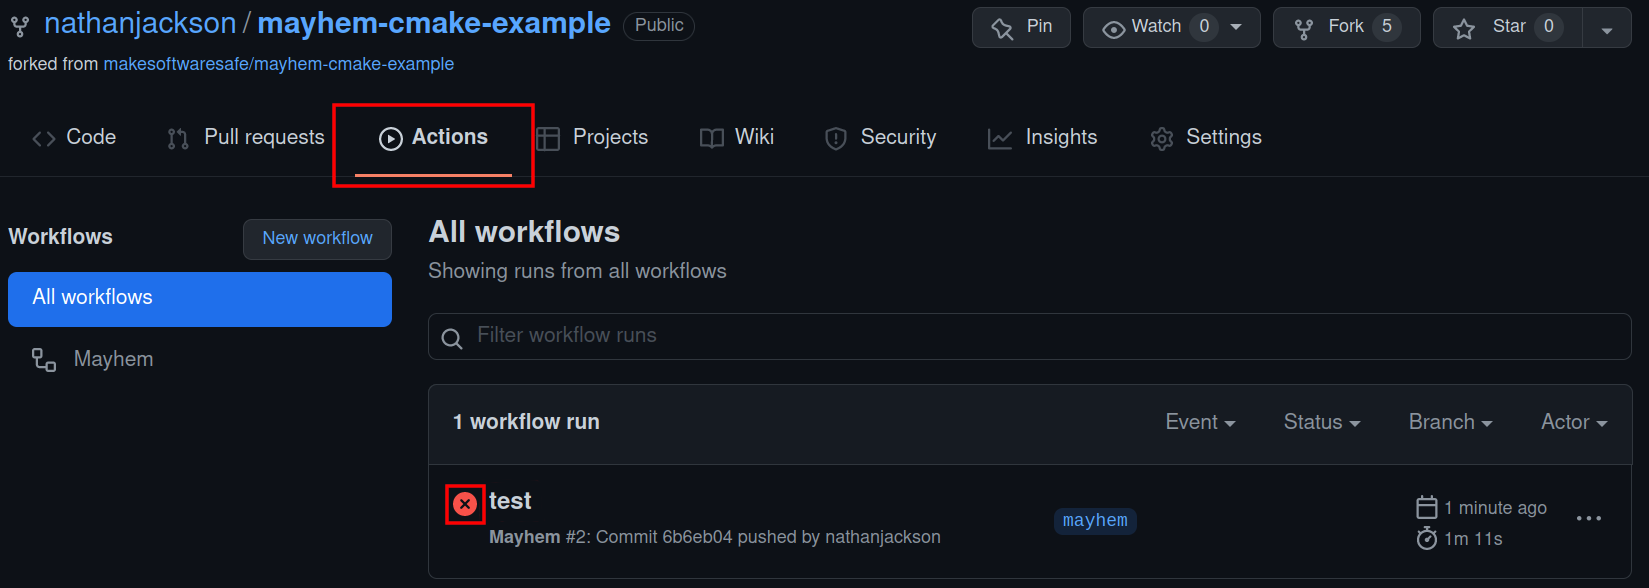 nathanjackson / mayhem-cmake-example Public
Pin Watch 0 Fork 5 Star 0
forked from makesoftwaresafe/mayhem-cmake-example
Code Pull requests Actions Projects Wiki Security Insights Settings
Workflows
New workflow
All workflows
Mayhem
All workflows
Showing runs from all workflows
Filter workflow runs
1 workflow run Event Status Branch Actor
test
Mayhem #2: Commit 6b6eb04 pushed by nathanjackson
mayhem
1 minute ago
1m 11s